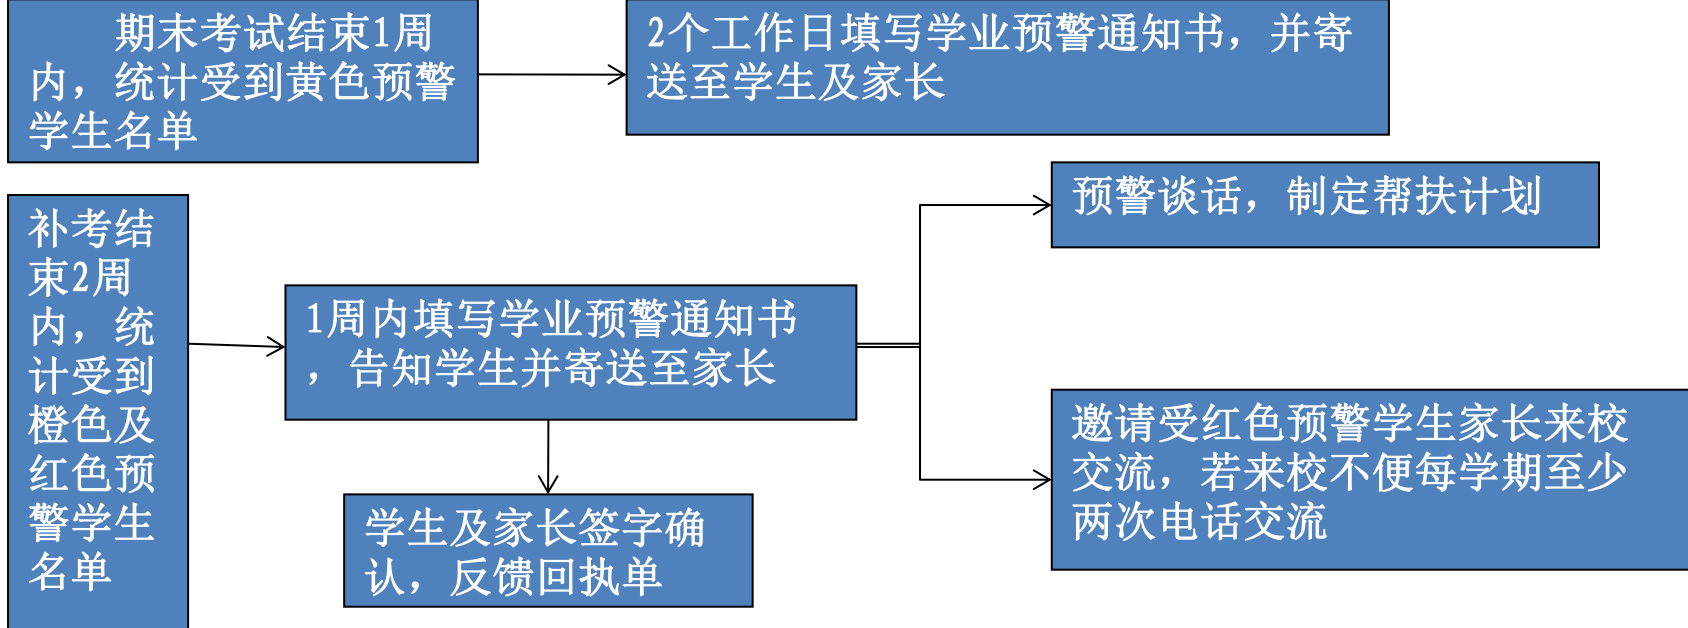 期末考试结束1周
内，统计受到黄色预警
学生名单
2个工作日填写学业预警通知书，并寄
送至学生及家长
补考结
束2周
内，统
计受到
橙色及
红色预
警学生
名单
1周内填写学业预警通知书
，告知学生并寄送至家长
学生及家长签字确
认，反馈回执单
预警谈话，制定帮扶计划
邀请受红色预警学生家长来校
交流，若来校不便每学期至少
两次电话交流